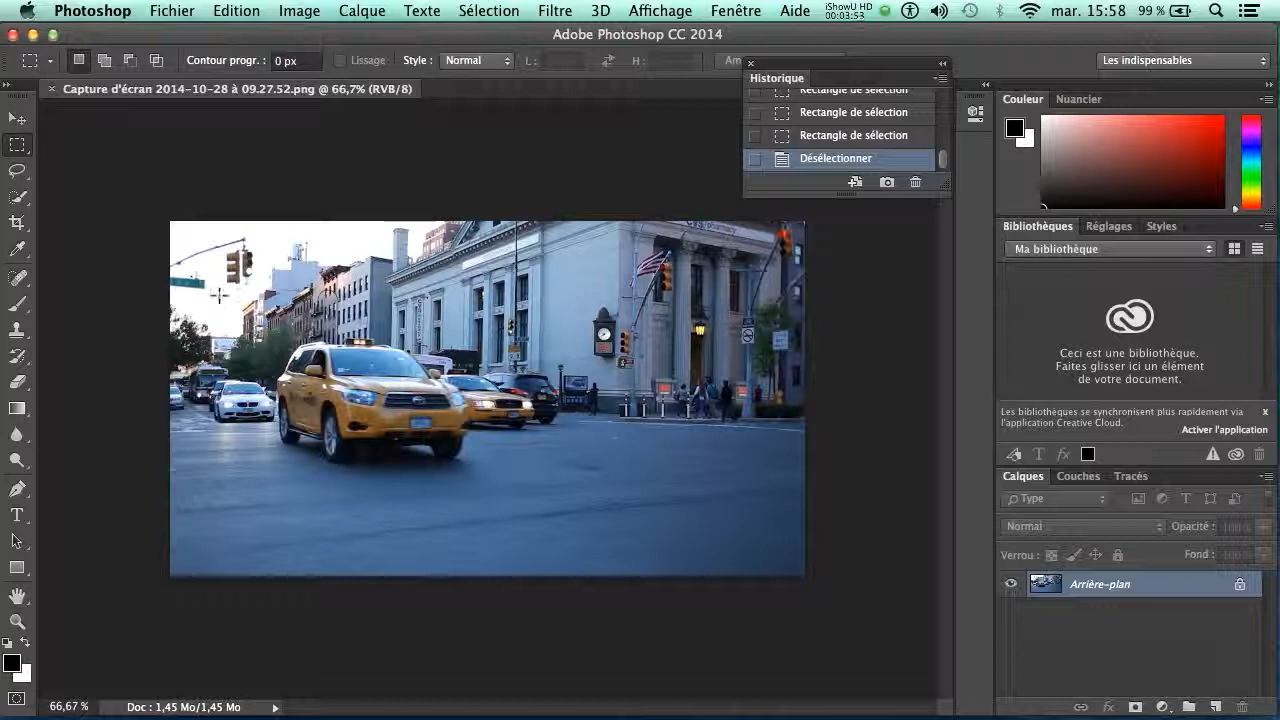 Photoshop Fichier Edition Image Calque Texte Sélection Filtre 3D Affichage Fenêtre Aide iShowU HD 00:03:53 mar. 15:58 99 %
Adobe Photoshop CC 2014
Contour progr. : 0 px Lissage Style : Normal L : H : Am Les indispensables
Capture d'écran 2014-10-28 à 09.27.52.png @ 66,7% (RVB/8)
Historique
Rectangle de sélection
Rectangle de sélection
Rectangle de sélection
Désélectionner
Couleur Nuancier
Bibliothèques Réglages Styles
Ma bibliothèque
Ceci est une bibliothèque.
Faites glisser ici un élément
de votre document.
Les bibliothèques se synchronisent plus rapidement via
l'application Creative Cloud.
x
Activer l'application
Calques Couches Tracés
Type
Normal Opacité : 100%
Verrou : Fond : 100%
Arrière-plan
pharmacy
66,67 % Doc : 1,45 Mo/1,45 Mo